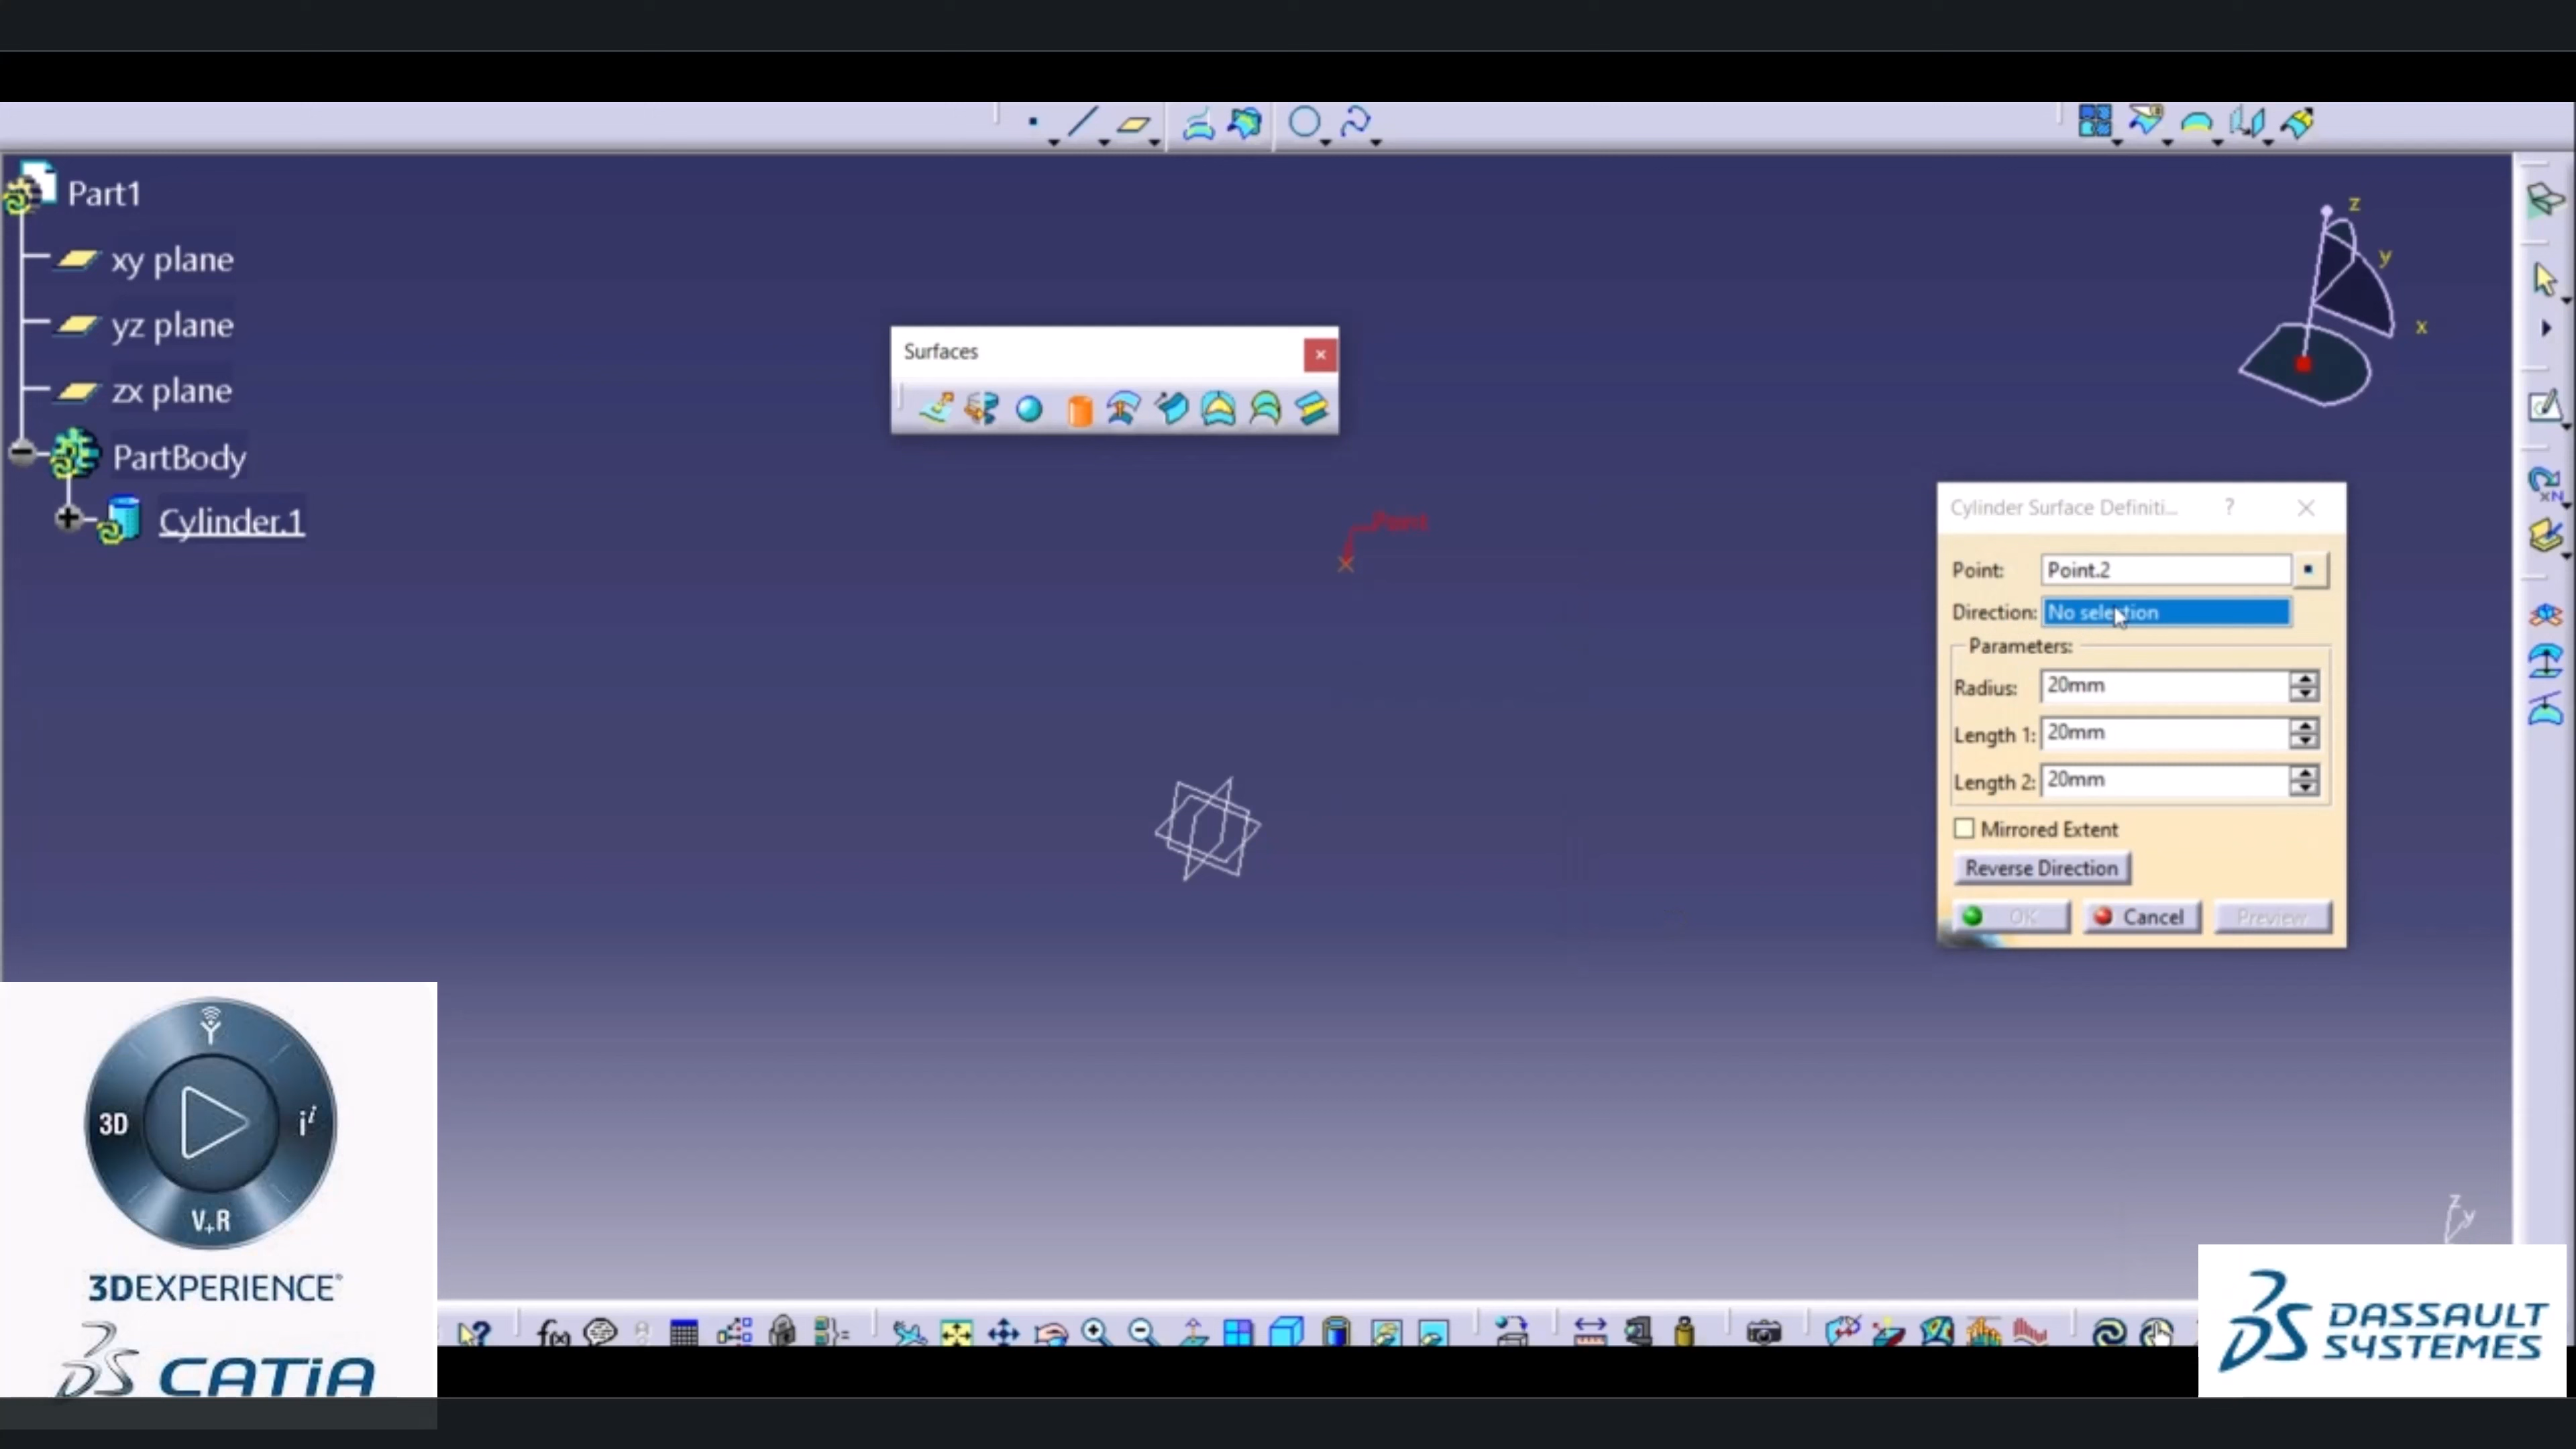 Part1
xy plane
yz plane
zx plane
PartBody
Cylinder.1
Surfaces
Point
z
y
x
Cylinder Surface Definiti...
?
Point: Point.2
Direction: No selection
Parameters:
Radius: 20mm
Length 1: 20mm
Length 2: 20mm
Mirrored Extent
Reverse Direction
OK
Cancel
Preview
z
y
3D
i i
V+R
3DEXPERIENCE®
CATIA
DASSAULT
SYSTEMES
f(x)
xN